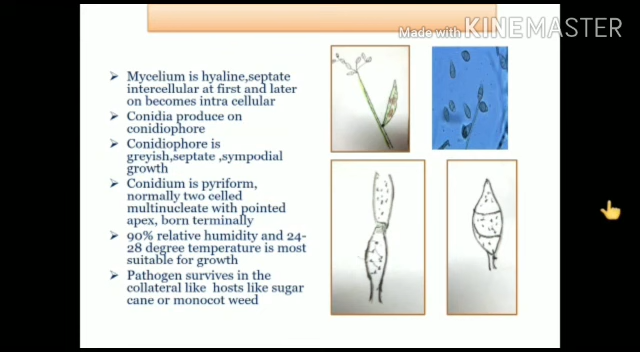 Made with KINEMASTER
Mycelium is hyaline,septate
intercellular at first and later
on becomes intra cellular
Conidia produce on
conidiophore
Conidiophore is
greyish,septate ,sympodial
growth
Conidium is pyriform,
normally two celled
multinucleate with pointed
apex, born terminally
90% relative humidity and 24-
28 degree temperature is most
suitable for growth
Pathogen survives in the
collateral like hosts like sugar
cane or monocot weed